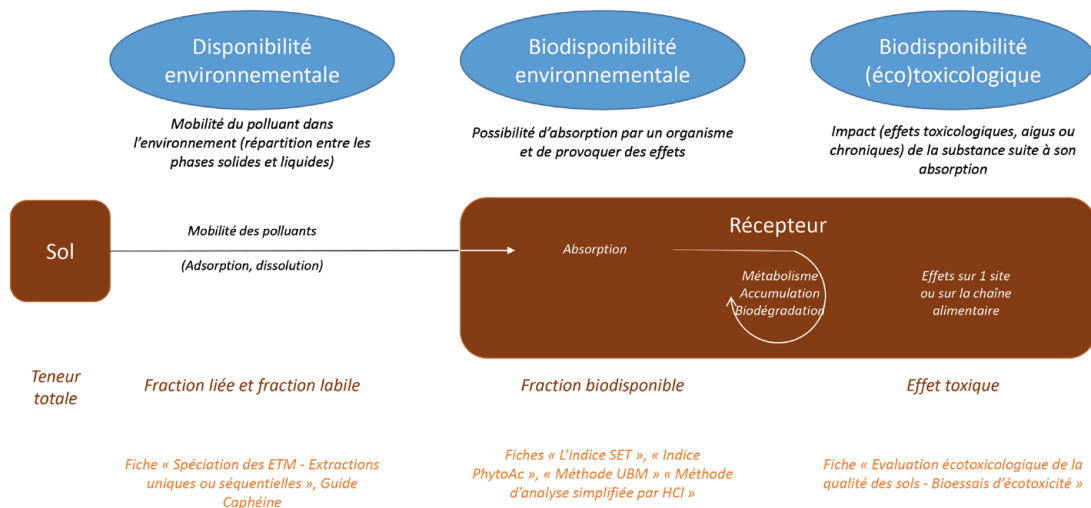 Disponibilité
environnementale
Biodisponibilité
environnementale
Biodisponibilité
(éco)toxicologique
Mobilité du polluant dans
l'environnement (répartition entre les
phases solides et liquides)
Possibilité d'absorption par un organisme
et de provoquer des effets
Impact (effets toxicologiques, aigus ou
chroniques) de la substance suite à son
absorption
Sol
Mobilité des polluants
(Adsorption, dissolution)
Récepteur
Absorption
Métabolisme
Accumulation
Biodégradation
Effets sur 1 site
ou sur la chaîne
alimentaire
Teneur
totale
Fraction liée et fraction labile
Fraction biodisponible
Effet toxique
Fiche « Spéciation des ETM - Extractions
uniques ou séquentielles », Guide
Caphéine
Fiches « L'indice SET », « Indice
PhytoAc », « Méthode UBM » « Méthode
d'analyse simplifiée par HCl »
Fiche « Evaluation écotoxicologique de la
qualité des sols - Bioessais d'écotoxicité »